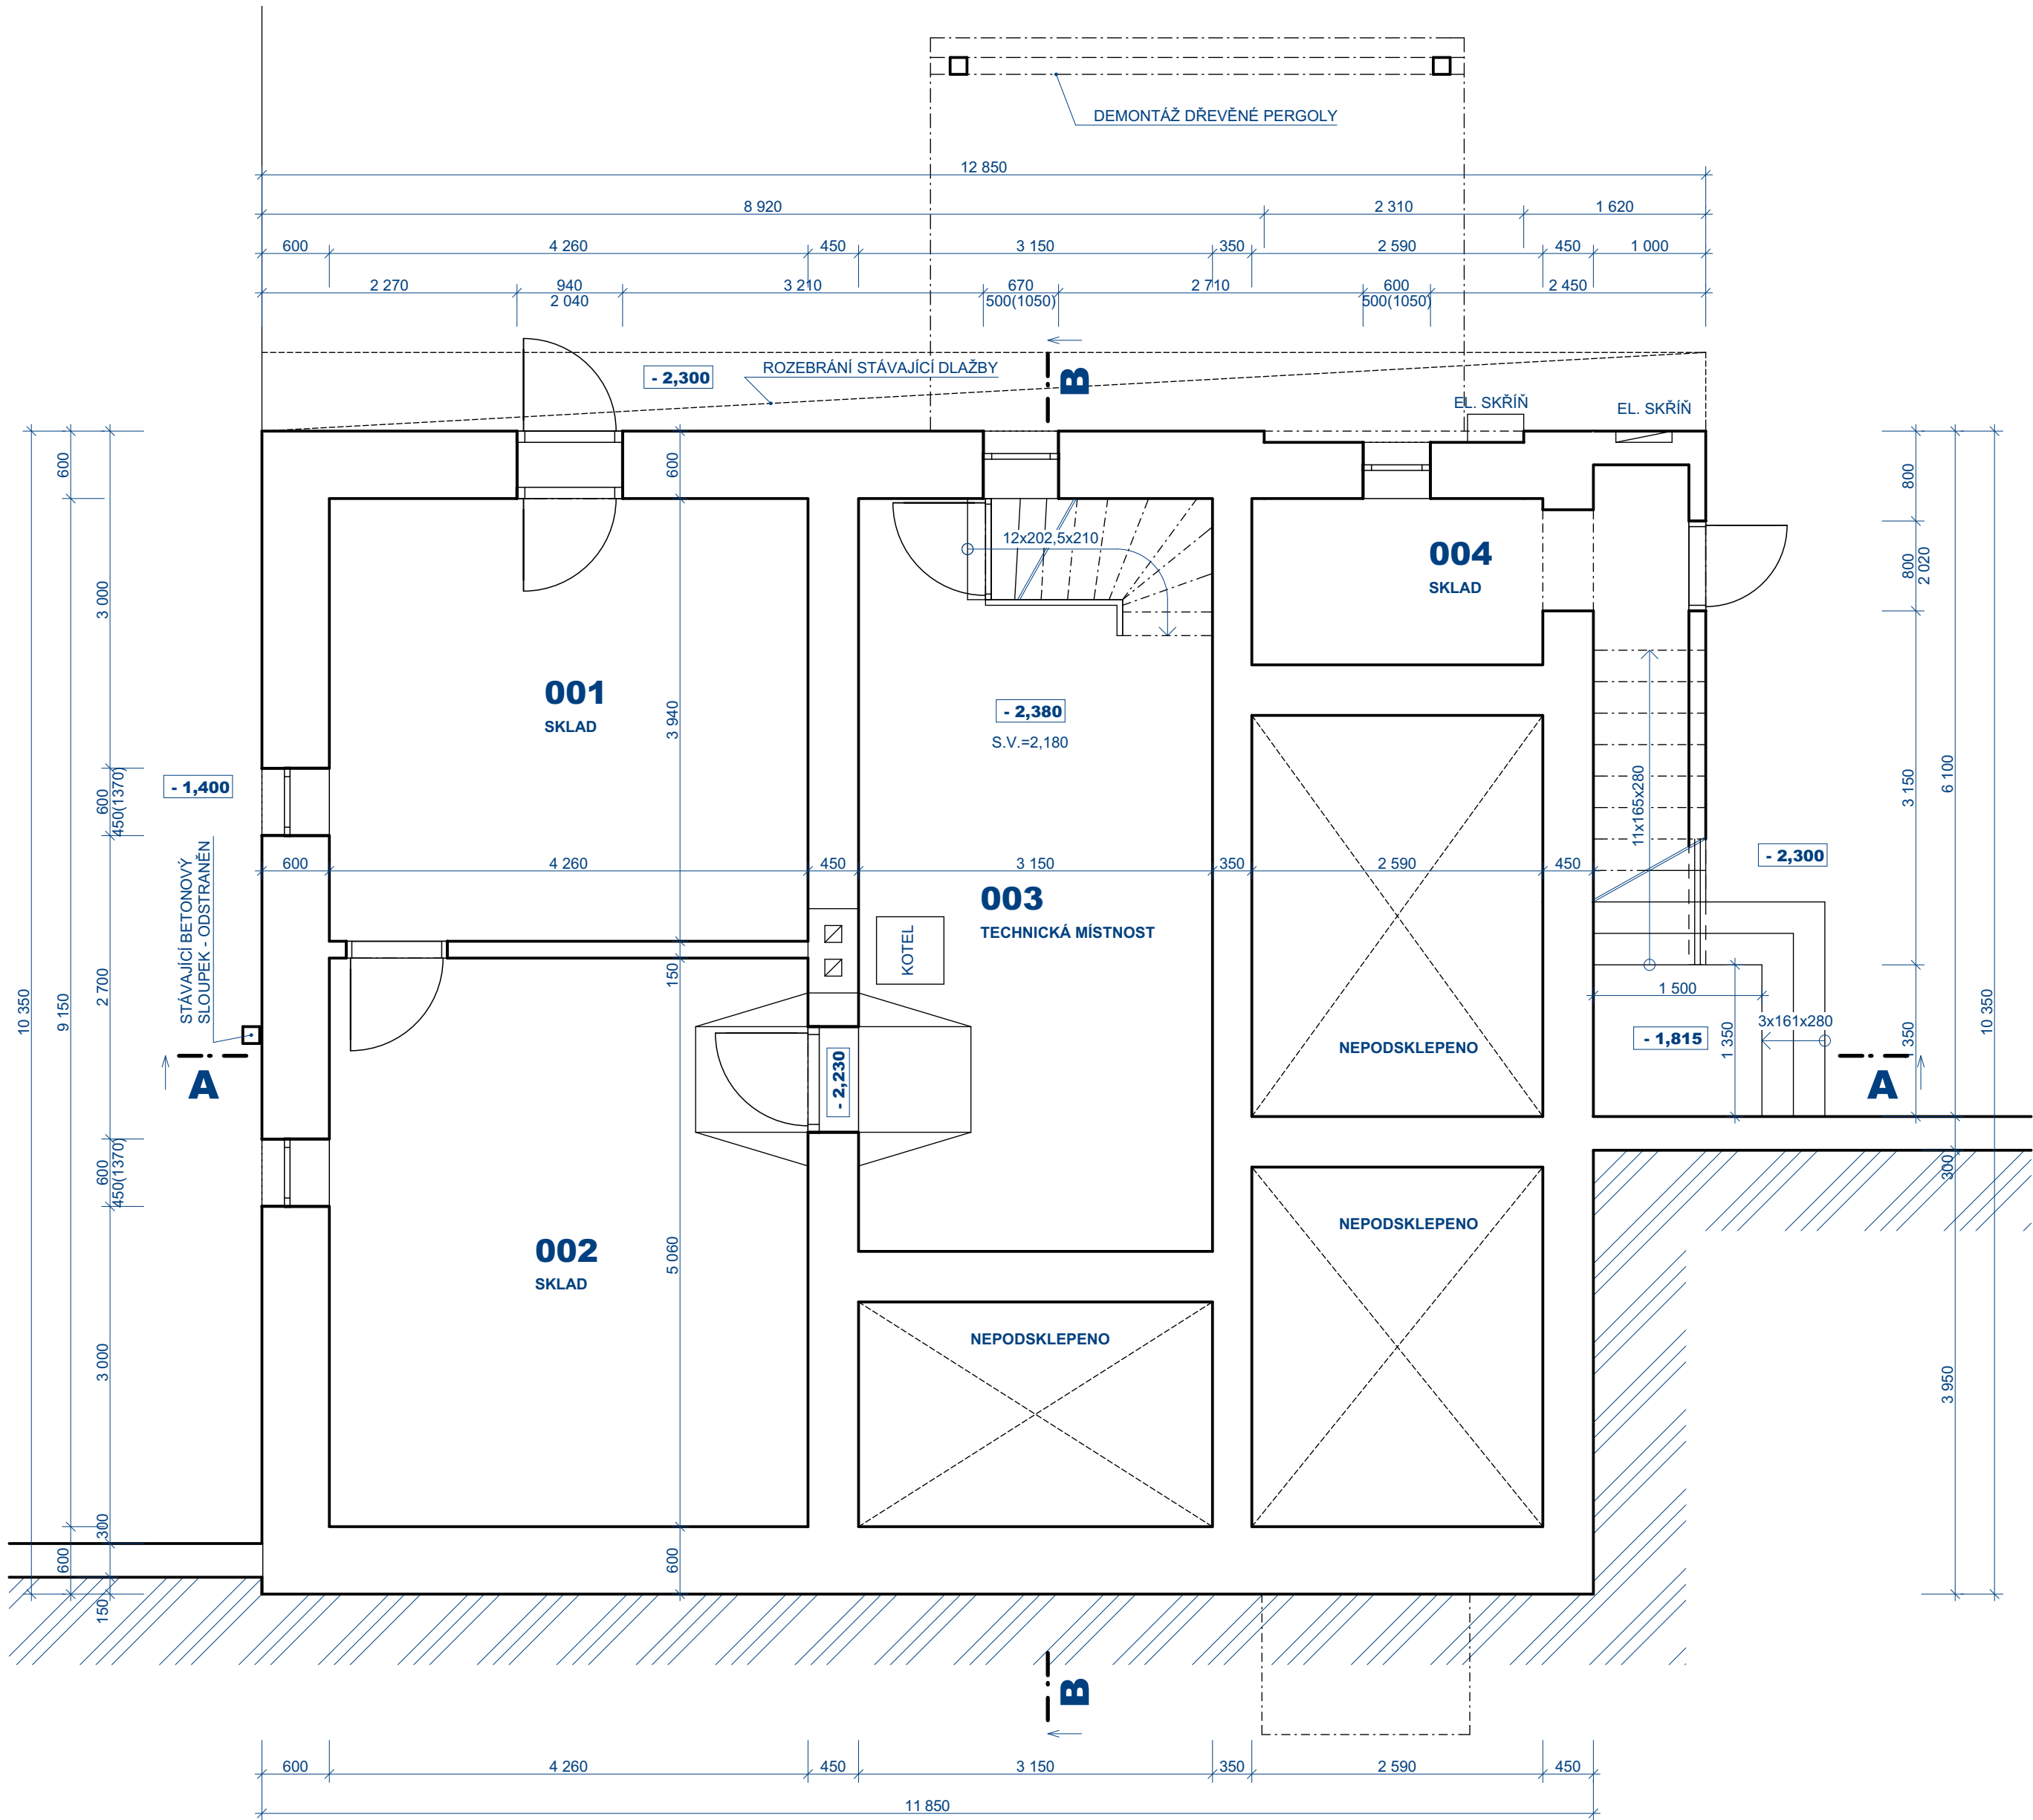 DEMONTÁŽ DŘEVĚNÉ PERGOLY
12 850
8 920 2 310 1 620
600 4 260 450 3 150 350 2 590 450 1 000
2 270 940 3 210 670 2 710 600 2 450
2 040 500(1050) 500(1050)
ROZEBRÁNÍ STÁVAJÍCÍ DLAŽBY
- 2,300
B
EL. SKŘÍŇ
EL. SKŘÍŇ
600
600
600
800
3 000
12x202,5x210
004
SKLAD
800
2 020
001
SKLAD
3 940
- 2,380
S.V.=2,180
- 1,400
600
450(1370)
11x165x280
3 150
6 100
STÁVAJÍCÍ BETONOVÝ
SLOUPEK - ODSTRANĚN
600 4 260 450 3 150 350 2 590 450
- 2,300
003
TECHNICKÁ MÍSTNOST
KOTEL
150
10 350
9 150
2 700
1 500
1 350
3x161x280
1 350
10 350
- 1,815
NEPODSKLEPENO
- 2,230
A
A
600
450(1370)
300
002
SKLAD
5 060
NEPODSKLEPENO
NEPODSKLEPENO
3 000
3 950
300
600
600
150
B
600 4 260 450 3 150 350 2 590 450
11 850